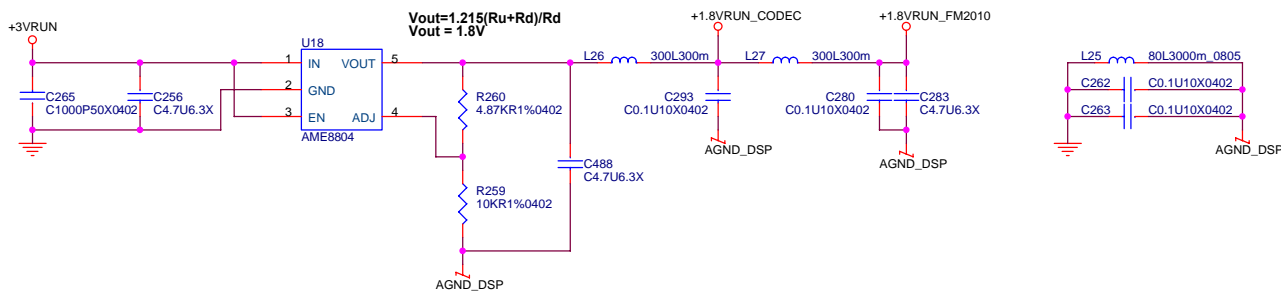 Vout=1.215(Ru+Rd)/Rd
Vout = 1.8V
+3VRUN
+1.8VRUN_CODEC
+1.8VRUN_FM2010
U18
1 IN VOUT 5
2 GND
3 EN ADJ 4
AME8804
C265
C1000P50X0402
C256
C4.7U6.3X
R260
4.87KR1%0402
R259
10KR1%0402
AGND_DSP
C488
C4.7U6.3X
L26 300L300m
C293
C0.1U10X0402
AGND_DSP
L27 300L300m
C280
C0.1U10X0402
C283
C4.7U6.3X
AGND_DSP
L25 80L3000m_0805
C262 C0.1U10X0402
C263 C0.1U10X0402
AGND_DSP